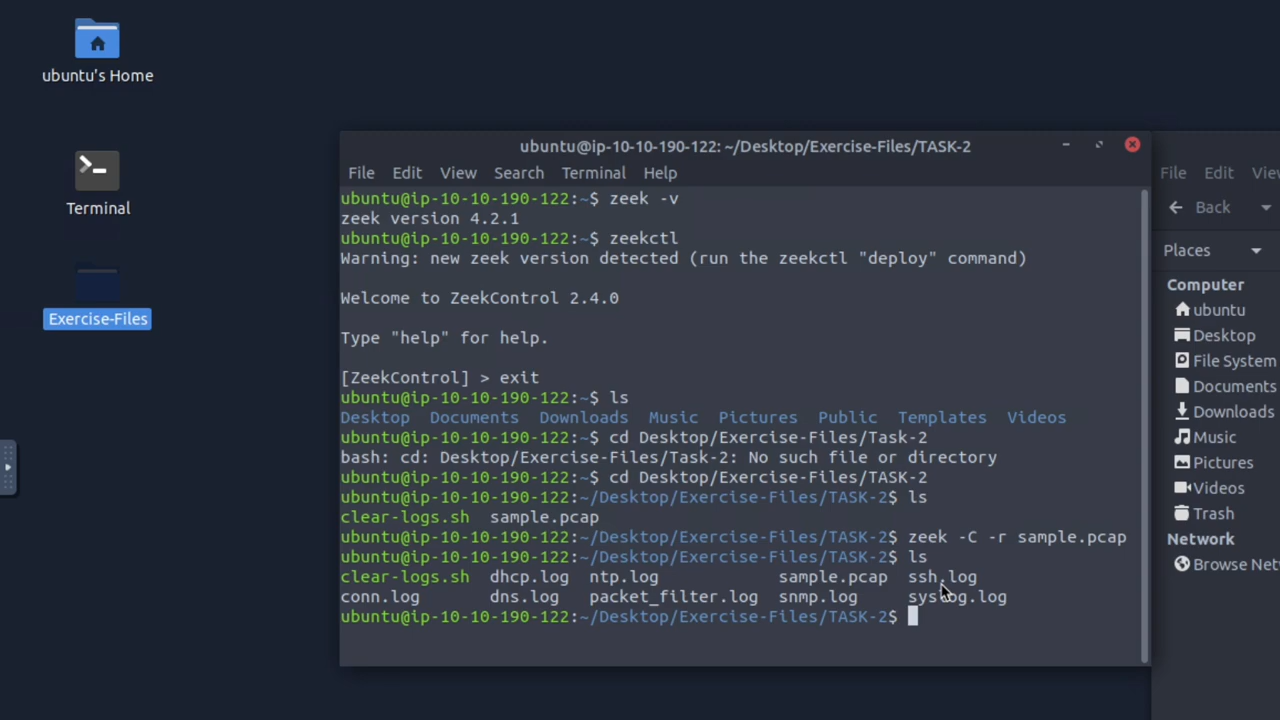 ubuntu's Home
Terminal
Exercise-Files
ubuntu@ip-10-10-190-122: ~/Desktop/Exercise-Files/TASK-2
File Edit View Search Terminal Help
ubuntu@ip-10-10-190-122:~$ zeek -v
zeek version 4.2.1
ubuntu@ip-10-10-190-122:~$ zeekctl
Warning: new zeek version detected (run the zeekctl "deploy" command)
Welcome to ZeekControl 2.4.0
Type "help" for help.
[ZeekControl] > exit
ubuntu@ip-10-10-190-122:~$ ls
Desktop Documents Downloads Music Pictures Public Templates Videos
ubuntu@ip-10-10-190-122:~$ cd Desktop/Exercise-Files/Task-2
bash: cd: Desktop/Exercise-Files/Task-2: No such file or directory
ubuntu@ip-10-10-190-122:~$ cd Desktop/Exercise-Files/TASK-2
ubuntu@ip-10-10-190-122:~/Desktop/Exercise-Files/TASK-2$ ls
clear-logs.sh sample.pcap
ubuntu@ip-10-10-190-122:~/Desktop/Exercise-Files/TASK-2$ zeek -C -r sample.pcap
ubuntu@ip-10-10-190-122:~/Desktop/Exercise-Files/TASK-2$ ls
clear-logs.sh dhcp.log ntp.log sample.pcap ssh.log
conn.log dns.log packet_filter.log snmp.log syslog.log
ubuntu@ip-10-10-190-122:~/Desktop/Exercise-Files/TASK-2$
File Edit Vie
Back
Places
Computer
ubuntu
Desktop
File System
Documents
Downloads
Music
Pictures
Videos
Trash
Network
Browse Net